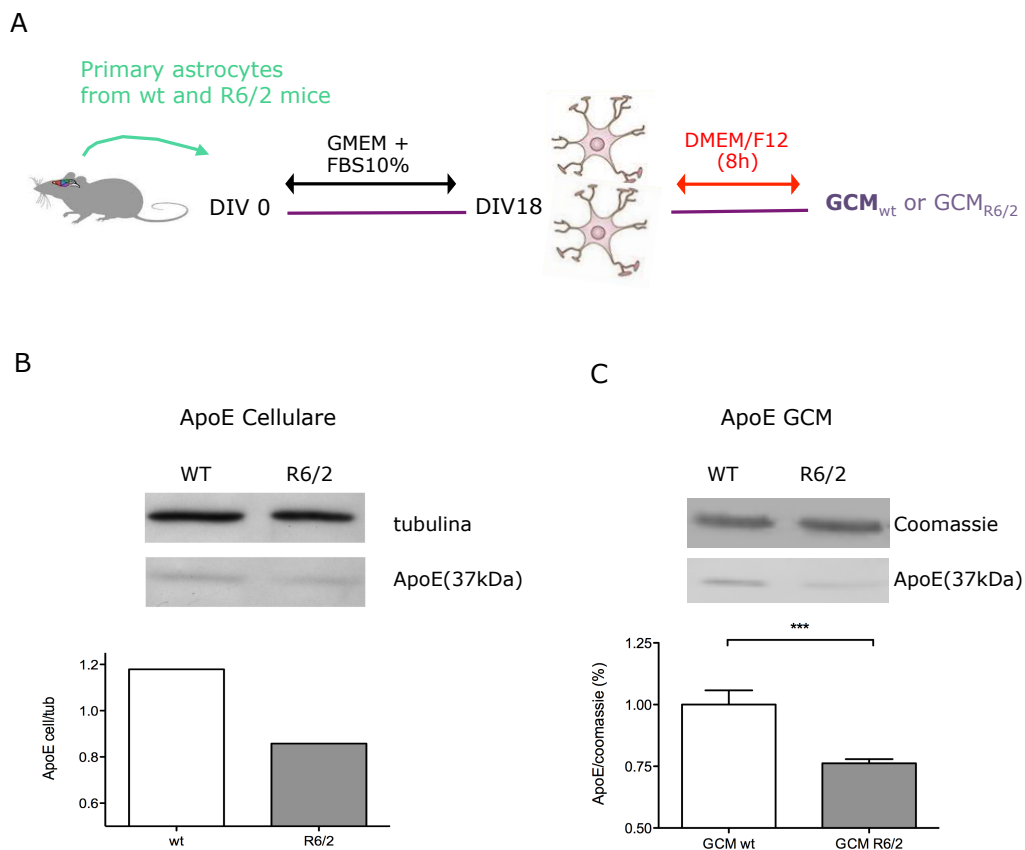 A
Primary astrocytes
from wt and R6/2 mice
GMEM +
FBS10%
DMEM/F12
(8h)
DIV 0
DIV18
GCMwt or GCMR6/2
B
ApoE Cellulare
WT R6/2
tubulina
ApoE(37kDa)
ApoE cell/tub
1.2
1.0
0.8
0.6
wt R6/2
C
ApoE GCM
WT R6/2
Coomassie
ApoE(37kDa)
***
ApoE/coomassie (%)
1.25
1.00
0.75
0.50
GCM wt GCM R6/2